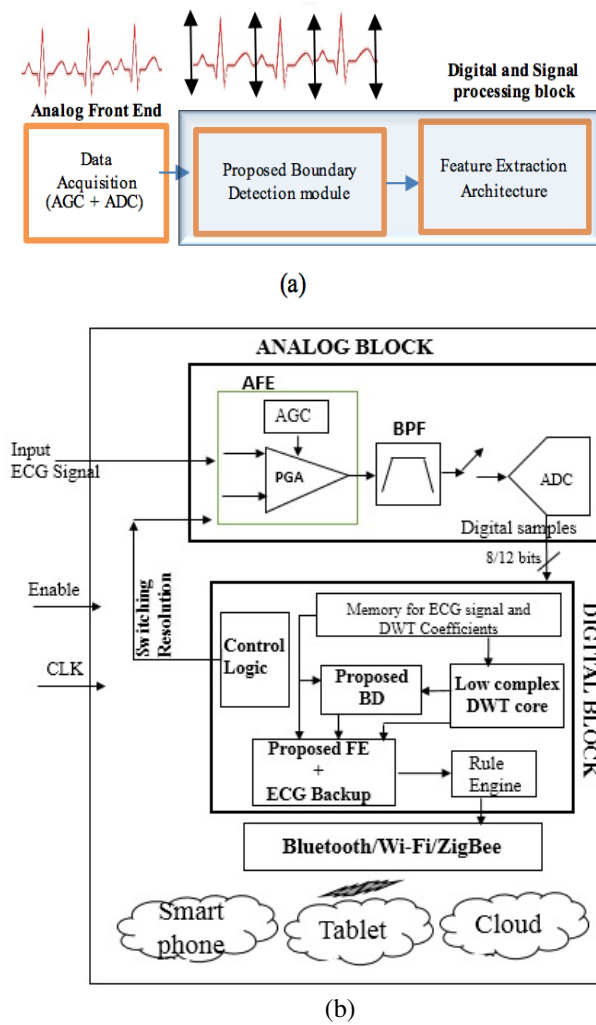 Analog Front End
Digital and Signal
processing block
Data
Acquisition
(AGC + ADC)
Proposed Boundary
Detection module
Feature Extraction
Architecture
(a)
ANALOG BLOCK
AFE
AGC
PGA
BPF
ADC
Input
ECG Signal
Digital samples
8/12 bits
Enable
CLK
Switching
Resolution
DIGITAL BLOCK
Control
Logic
Memory for ECG signal and
DWT Coefficients
Proposed
BD
Low complex
DWT core
Proposed FE
+
ECG Backup
Rule
Engine
Bluetooth/Wi-Fi/ZigBee
Smart
phone
Tablet
Cloud
(b)